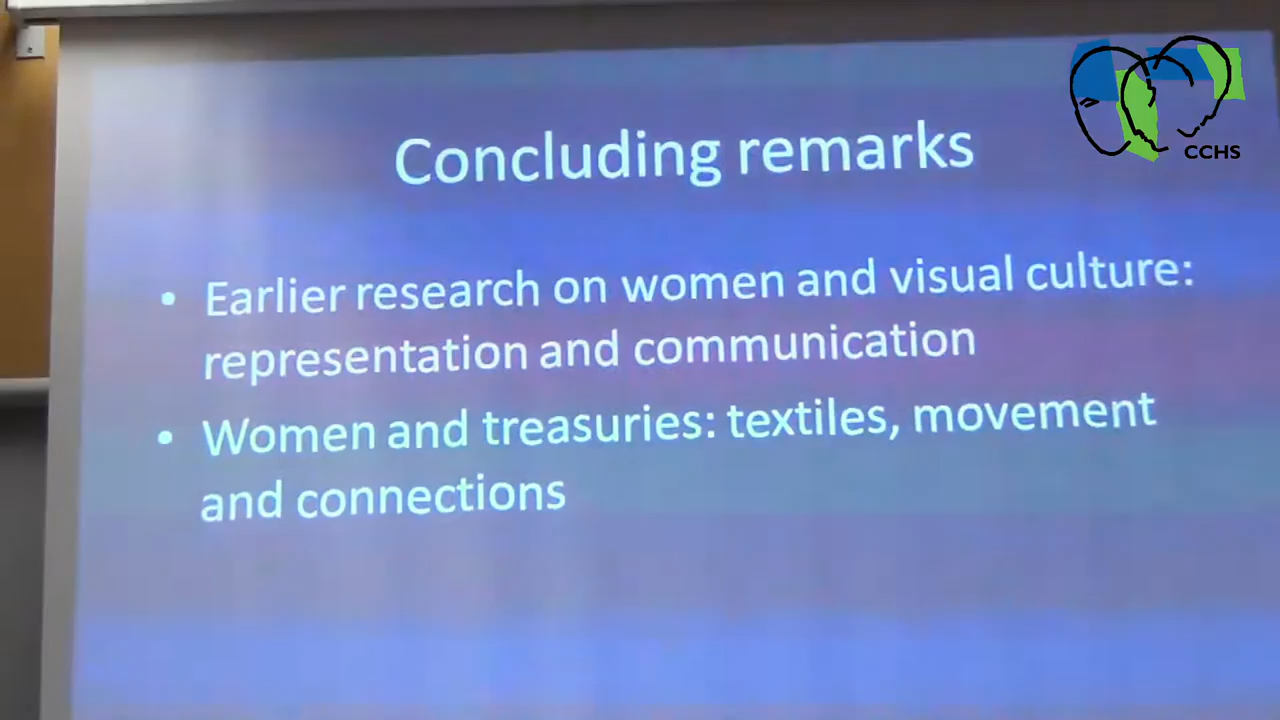 CCHS
Concluding remarks
• Earlier research on women and visual culture:
representation and communication
• Women and treasuries: textiles, movement
and connections